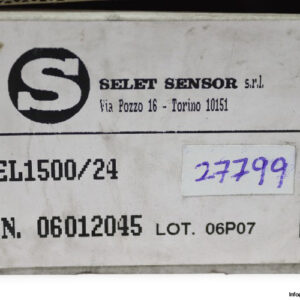 S
SELET SENSOR s.r.l.
Via Pozzo 16 - Torino 10151
EL1500/24
27799
N. 06012045 LOT. 06P07